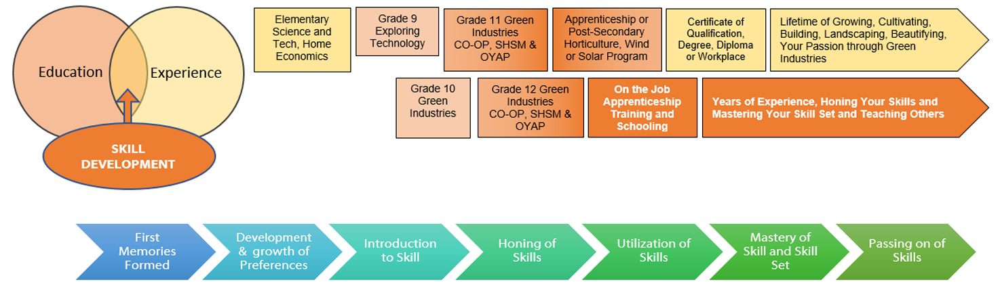 Education
Experience
SKILL
DEVELOPMENT
Elementary
Science and
Tech, Home
Economics
Grade 9
Exploring
Technology
Grade 11 Green
Industries
CO-OP, SHSM &
OYAP
Apprenticeship or
Post-Secondary
Horticulture, Wind
or Solar Program
Certificate of
Qualification,
Degree, Diploma
or Workplace
Lifetime of Growing, Cultivating,
Building, Landscaping, Beautifying,
Your Passion through Green
Industries
Grade 10
Green
Industries
Grade 12 Green
Industries
CO-OP, SHSM &
OYAP
On the Job
Apprenticeship
Training and
Schooling
Years of Experience, Honing Your Skills and
Mastering Your Skill Set and Teaching Others
First
Memories
Formed
Development
& growth of
Preferences
Introduction
to Skill
Honing of
Skills
Utilization of
Skills
Mastery of
Skill and Skill
Set
Passing on of
Skills